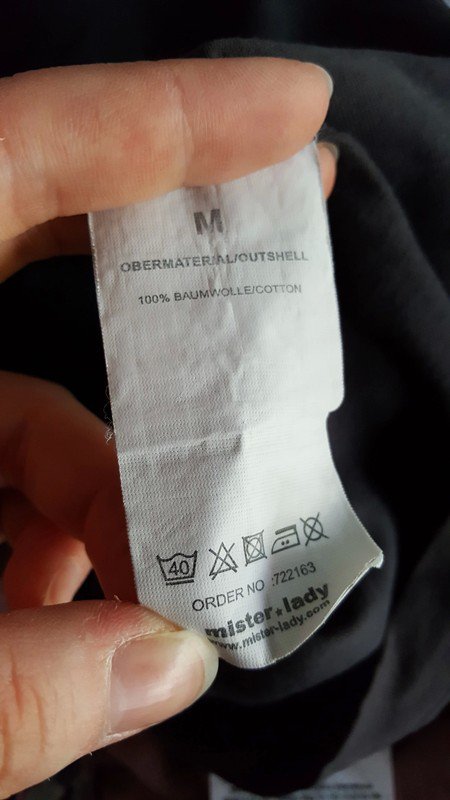 M
OBERMATERIAL/OUTSHELL
100% BAUMWOLLE/COTTON
40
ORDER NO :722163
mister★lady
www.mister-lady.com